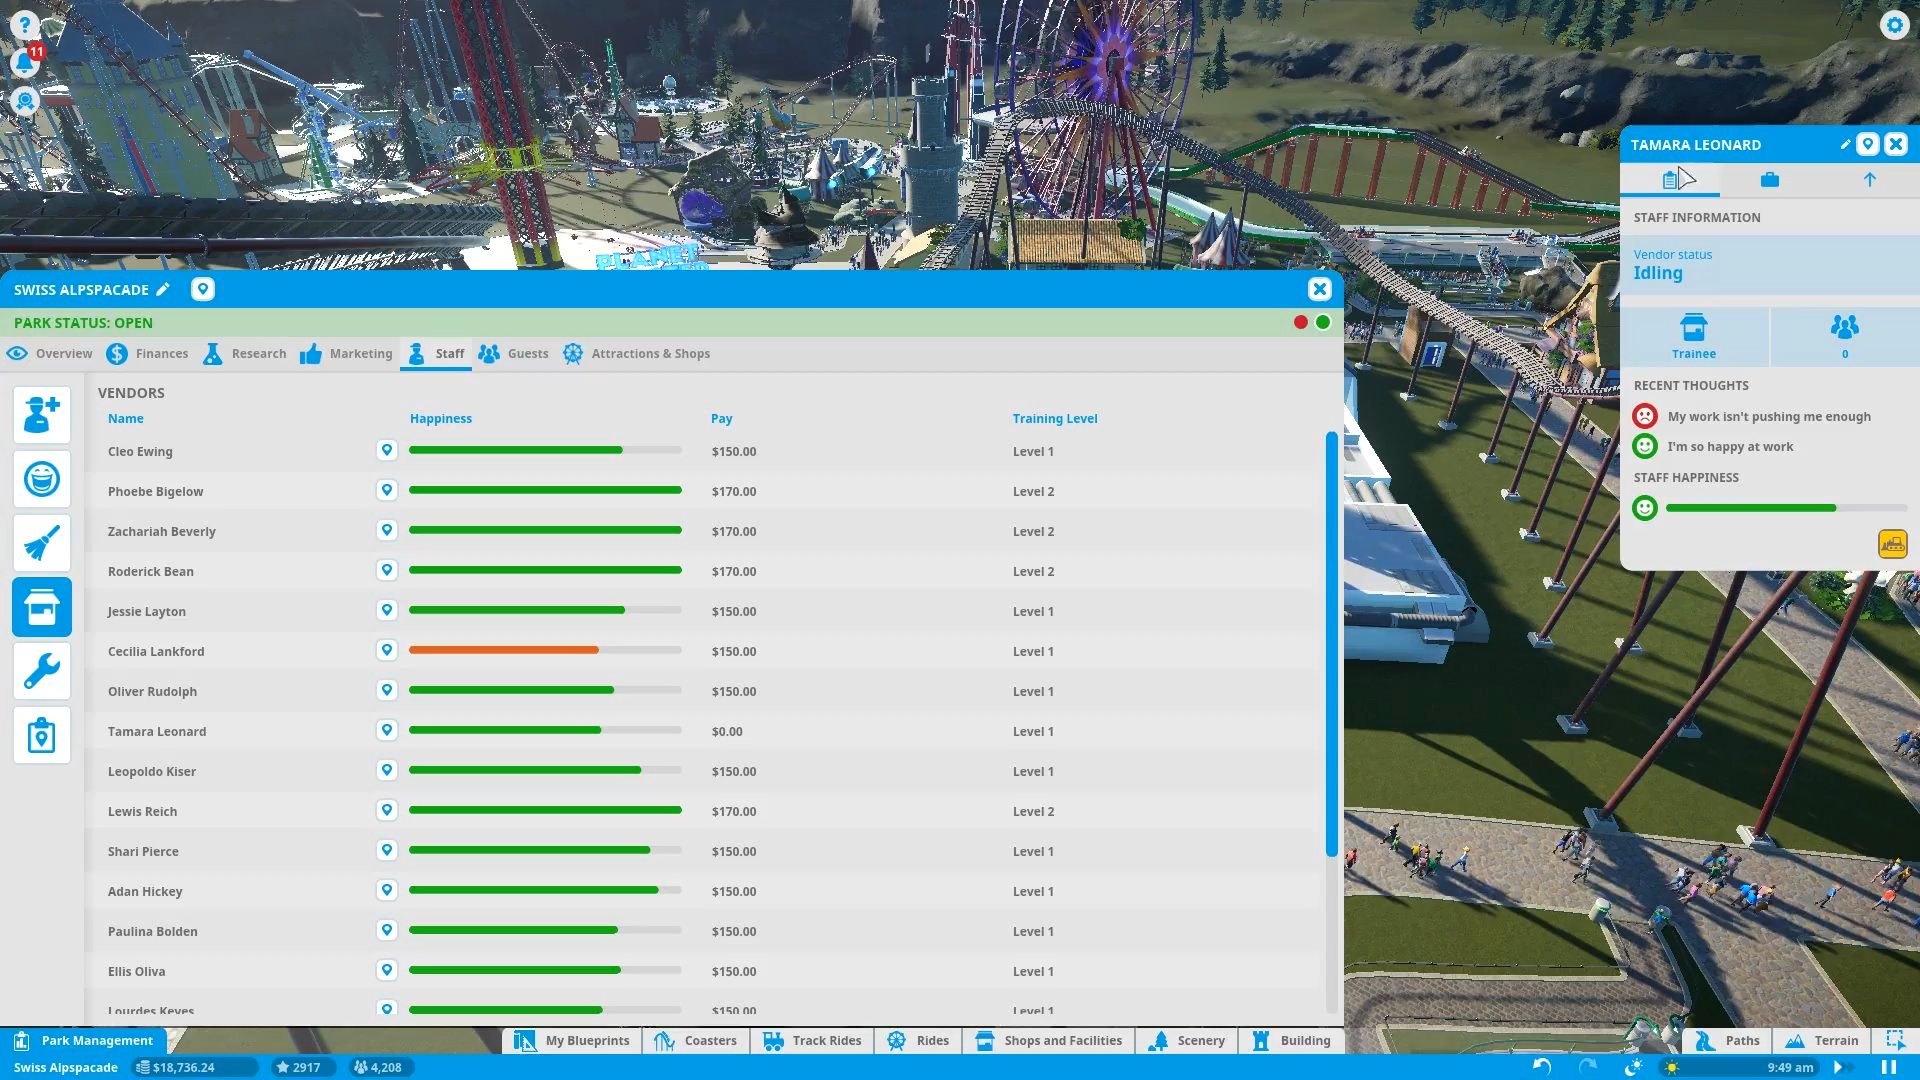 ?
11
PLANET
TAMARA LEONARD
STAFF INFORMATION
Vendor status
Idling
Trainee
0
RECENT THOUGHTS
My work isn't pushing me enough
I'm so happy at work
STAFF HAPPINESS
SWISS ALPSPACADE
PARK STATUS: OPEN
Overview
$
Finances
Research
Marketing
Staff
Guests
Attractions & Shops
VENDORS
Name Happiness Pay Training Level
Cleo Ewing $150.00 Level 1
Phoebe Bigelow $170.00 Level 2
Zachariah Beverly $170.00 Level 2
Roderick Bean $170.00 Level 2
Jessie Layton $150.00 Level 1
Cecilia Lankford $150.00 Level 1
Oliver Rudolph $150.00 Level 1
Tamara Leonard $0.00 Level 1
Leopoldo Kiser $150.00 Level 1
Lewis Reich $170.00 Level 2
Shari Pierce $150.00 Level 1
Adan Hickey $150.00 Level 1
Paulina Bolden $150.00 Level 1
Ellis Oliva $150.00 Level 1
Lourdes Keyes $150.00 Level 1
Park Management
My Blueprints
Coasters
Track Rides
Rides
Shops and Facilities
Scenery
Building
Paths
Terrain
Swiss Alpspacade
$18,736.24
2917
4,208
9:49 am